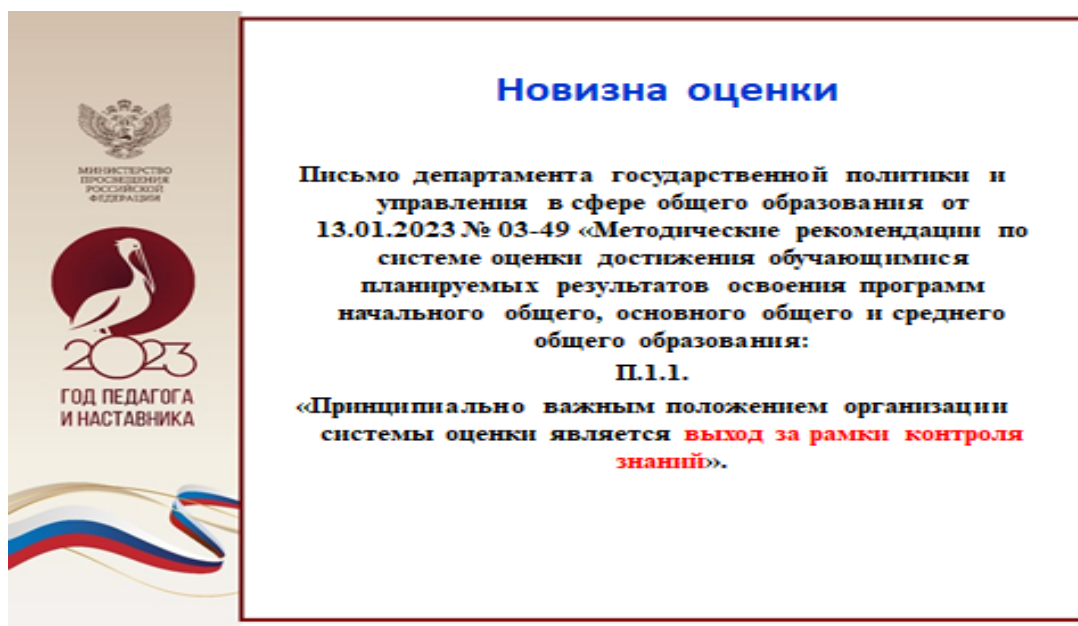 МИНИСТЕРСТВО
ПРОСВЕЩЕНИЯ
РОССИЙСКОЙ
ФЕДЕРАЦИИ
2023
ГОД ПЕДАГОГА
И НАСТАВНИКА
Новизна оценки
Письмо департамента государственной политики и
управления в сфере общего образования от
13.01.2023 № 03-49 «Методические рекомендации по
системе оценки достижения обучающимися
планируемых результатов освоения программ
начального общего, основного общего и среднего
общего образования:
П.1.1.
«Принципиально важным положением организации
системы оценки является выход за рамки контроля
знаний».